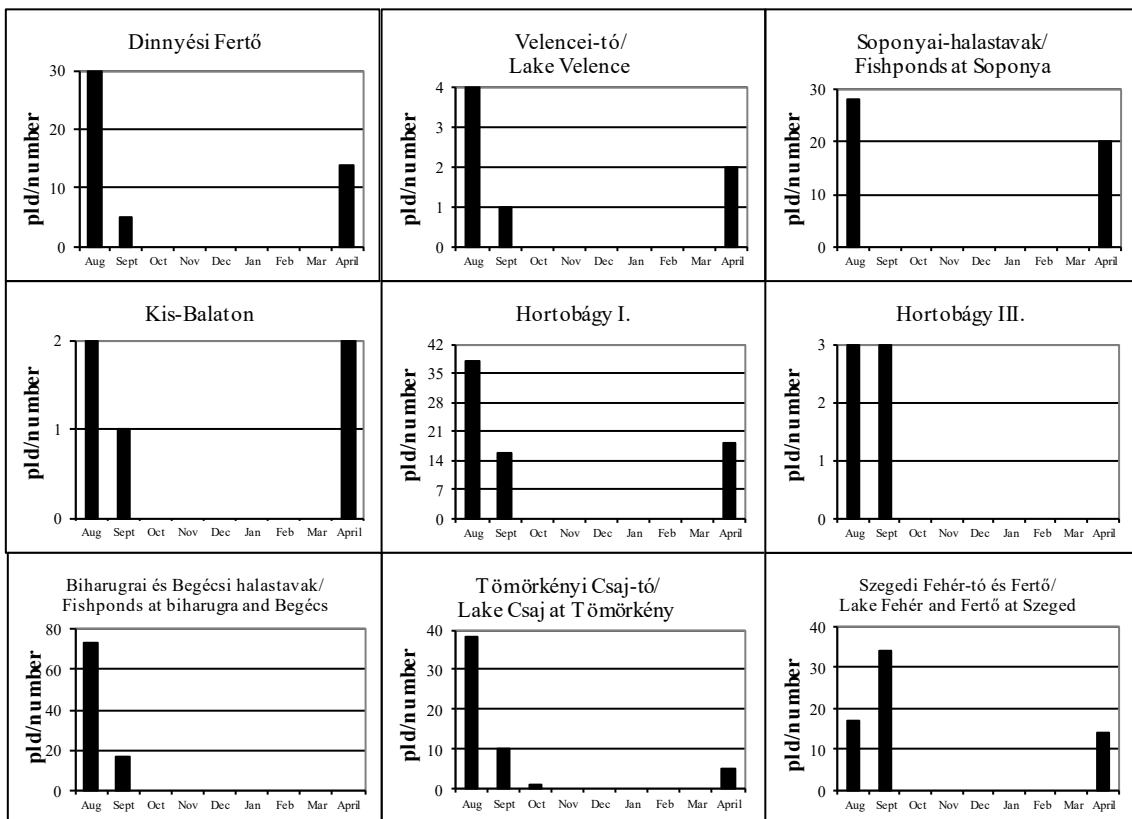 Dinnyési Fertő
pld/number
30
20
10
0
Aug Sept Oct Nov Dec Jan Feb Mar April
Velencei-tó/
Lake Velence
pld/number
4
3
2
1
0
Aug Sept Oct Nov Dec Jan Feb Mar April
Soponyai-halastavak/
Fishponds at Soponya
pld/number
30
20
10
0
Aug Sept Oct Nov Dec Jan Feb Mar April
Kis-Balaton
pld/number
2
1
0
Aug Sept Oct Nov Dec Jan Feb Mar April
Hortobágy I.
pld/number
42
35
28
21
14
7
0
Aug Sept Oct Nov Dec Jan Feb Mar April
Hortobágy III.
pld/number
3
2
1
0
Aug Sept Oct Nov Dec Jan Feb Mar April
Biharugrai és Begécsi halastavak/
Fishponds at biharugra and Begécs
pld/number
80
60
40
20
0
Aug Sept Oct Nov Dec Jan Feb Mar April
Tömörkényi Csaj-tó/
Lake Csaj at Tömörkény
pld/number
40
30
20
10
0
Aug Sept Oct Nov Dec Jan Feb Mar April
Szegedi Fehér-tó és Fertő/
Lake Fehér and Fertő at Szeged
pld/number
40
30
20
10
0
Aug Sept Oct Nov Dec Jan Feb Mar April